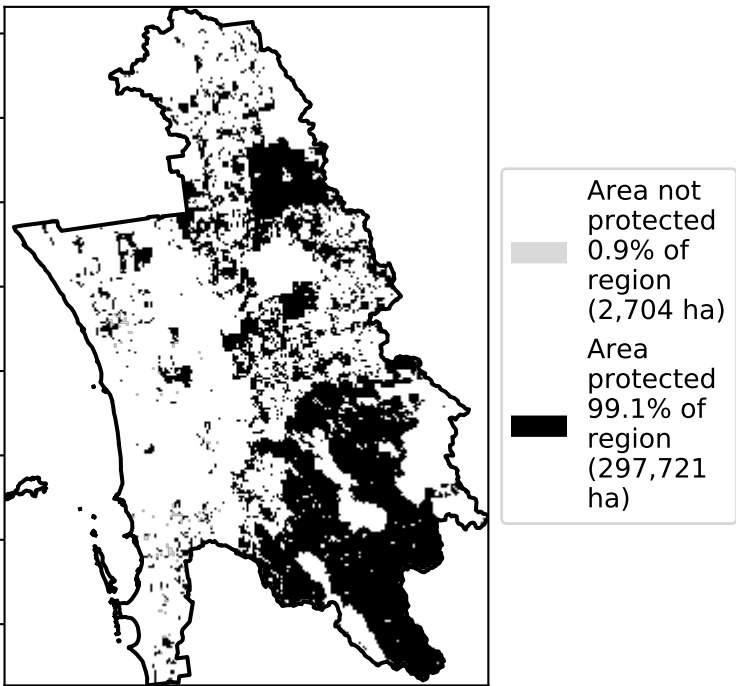 Area not
protected
0.9% of
region
(2,704 ha)
Area
protected
99.1% of
region
(297,721
ha)